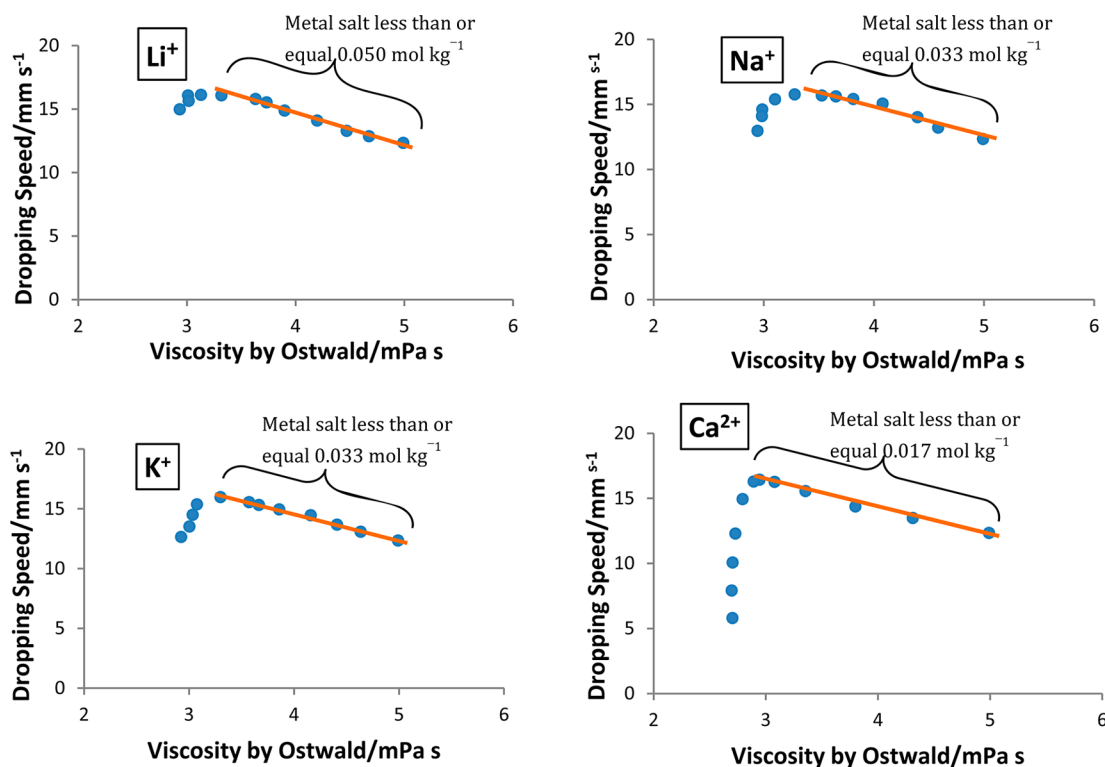 Metal salt less than or
equal 0.050 mol kg⁻¹
Li⁺
Dropping Speed/mm s⁻¹
20
15
10
5
0
2 3 4 5 6
Viscosity by Ostwald/mPa s
Metal salt less than or
equal 0.033 mol kg⁻¹
Na⁺
Dropping Speed/mm s⁻¹
20
15
10
5
0
2 3 4 5 6
Viscosity by Ostwald/mPa s
Metal salt less than or
equal 0.033 mol kg⁻¹
K⁺
Dropping Speed/mm s⁻¹
20
15
10
5
0
2 3 4 5 6
Viscosity by Ostwald/mPa s
Metal salt less than or
equal 0.017 mol kg⁻¹
Ca²⁺
Dropping Speed/mm s⁻¹
20
15
10
5
0
2 3 4 5 6
Viscosity by Ostwald/mPa s